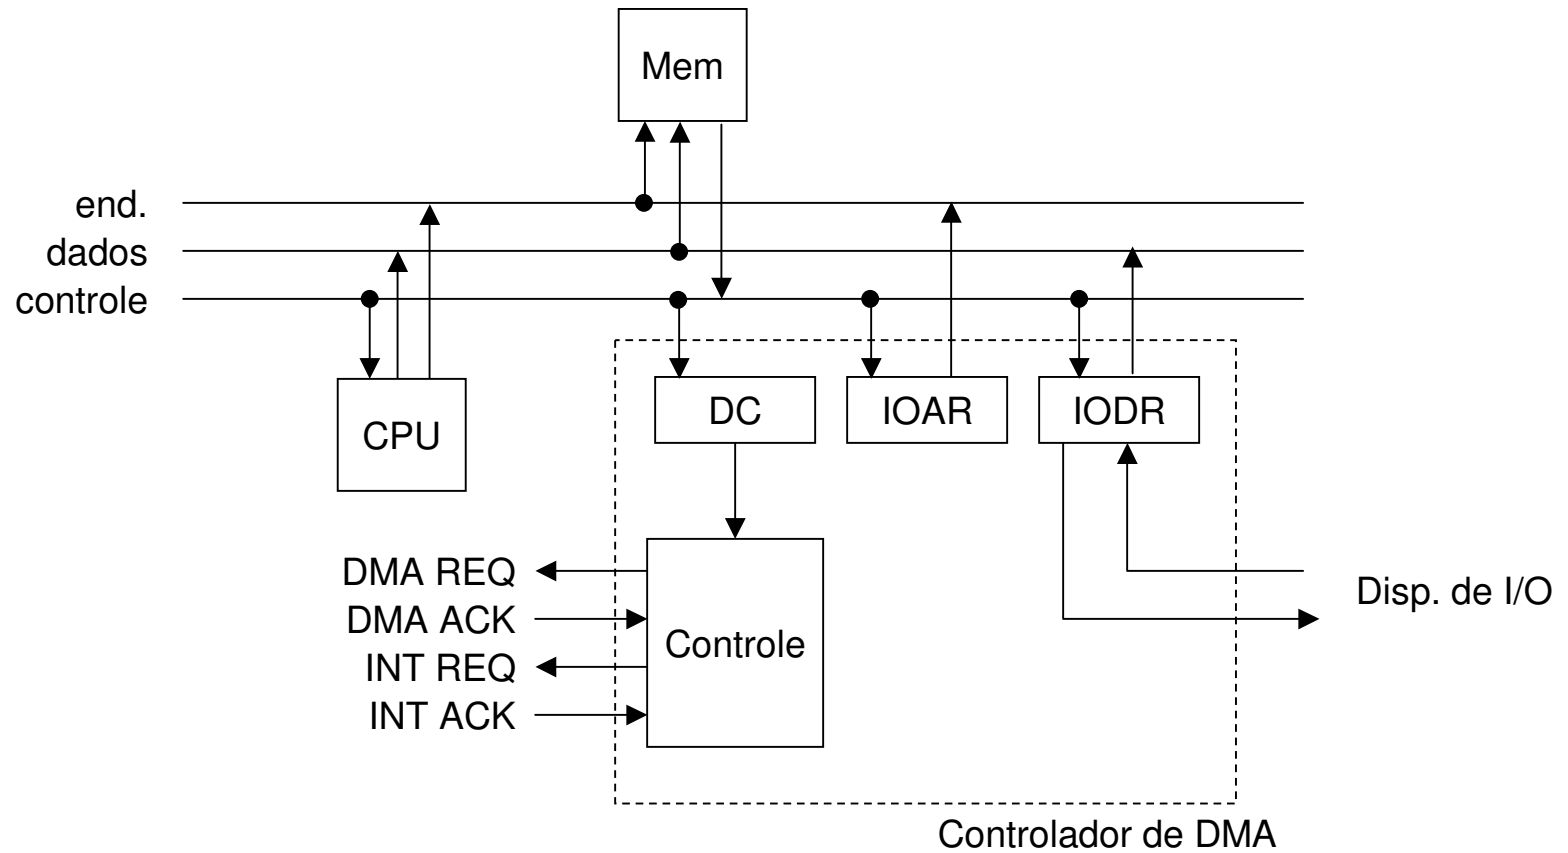 Mem
end.
dados
controle
CPU
DC
IOAR
IODR
DMA REQ
DMA ACK
INT REQ
INT ACK
Controle
Disp. de I/O
Controlador de DMA